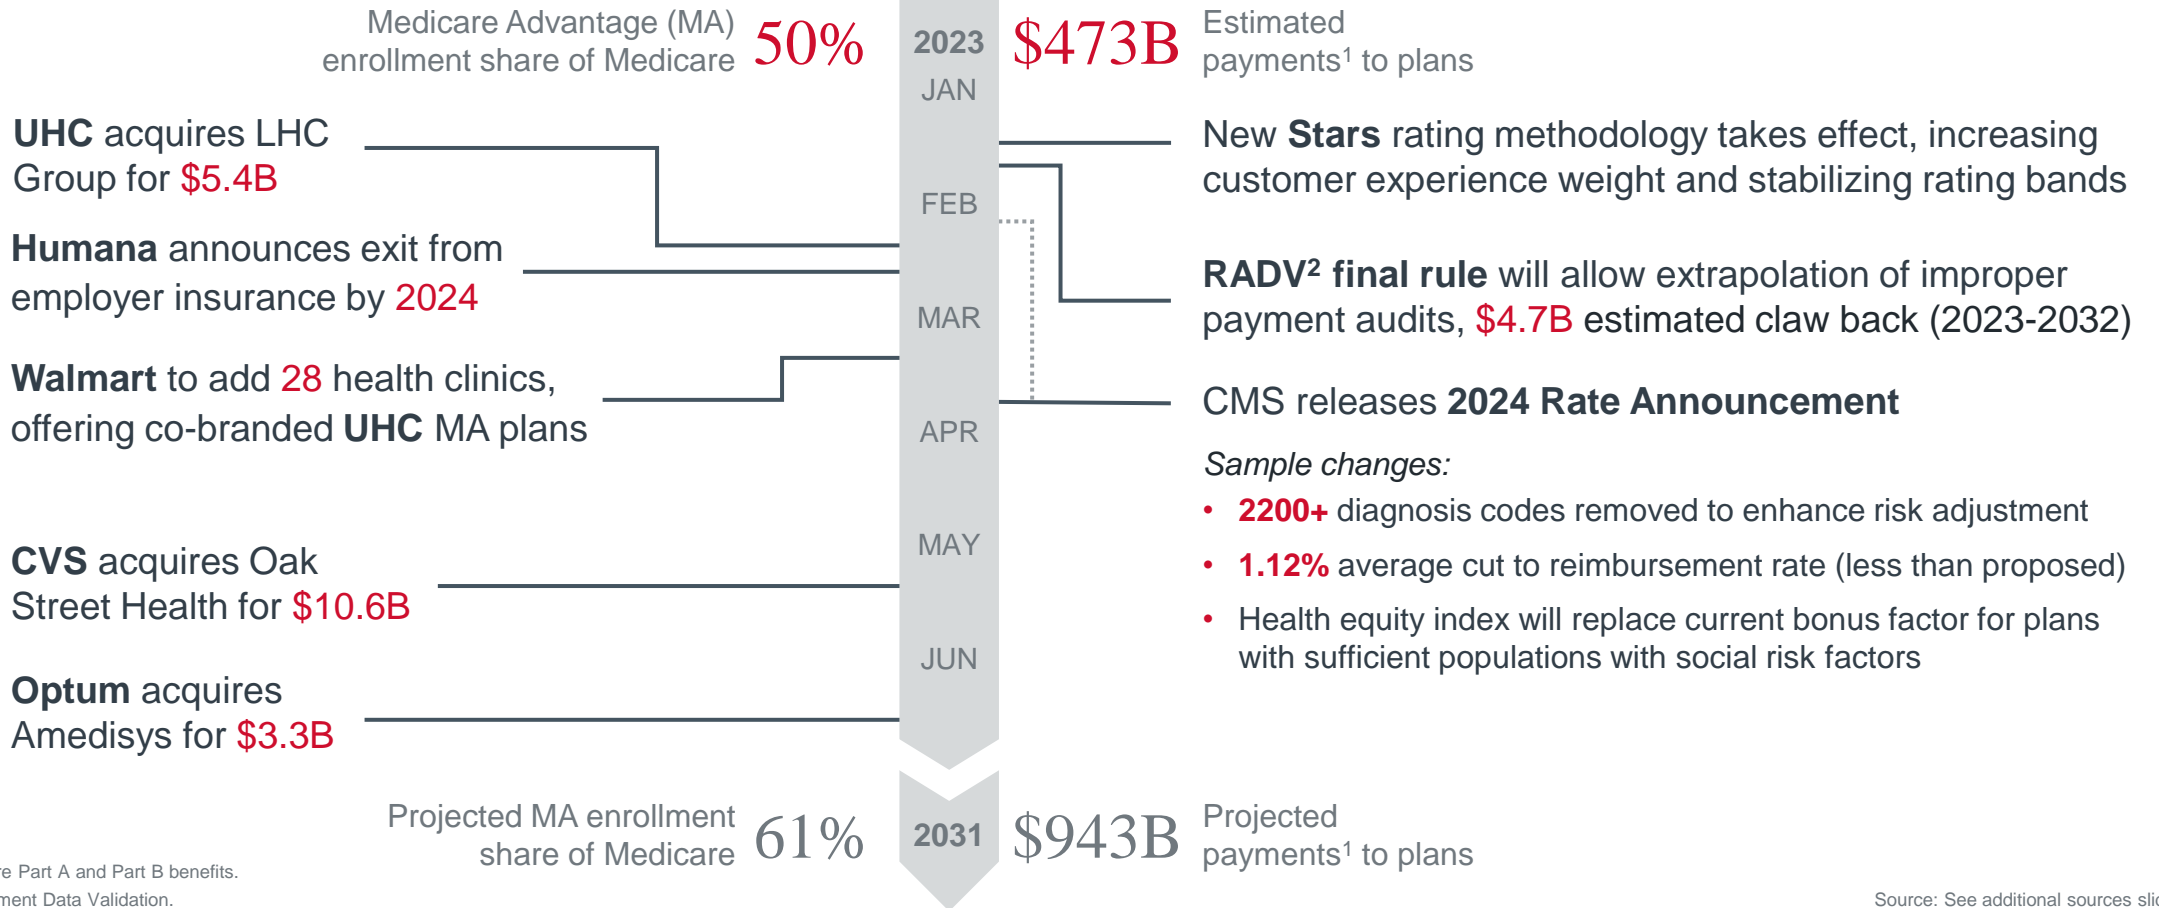 Medicare Advantage (MA)
enrollment share of Medicare
50%
2023
$473B
Estimated
payments¹ to plans
JAN
FEB
MAR
APR
MAY
JUN
UHC acquires LHC
Group for $5.4B
Humana announces exit from
employer insurance by 2024
Walmart to add 28 health clinics,
offering co-branded UHC MA plans
CVS acquires Oak
Street Health for $10.6B
Optum acquires
Amedisys for $3.3B
New Stars rating methodology takes effect, increasing
customer experience weight and stabilizing rating bands
RADV² final rule will allow extrapolation of improper
payment audits, $4.7B estimated claw back (2023-2032)
CMS releases 2024 Rate Announcement
Sample changes:
• 2200+ diagnosis codes removed to enhance risk adjustment
• 1.12% average cut to reimbursement rate (less than proposed)
• Health equity index will replace current bonus factor for plans
with sufficient populations with social risk factors
Projected MA enrollment
share of Medicare
61%
2031
$943B
Projected
payments¹ to plans
Part A and Part B benefits.
Data Validation.
Source: See additional sources